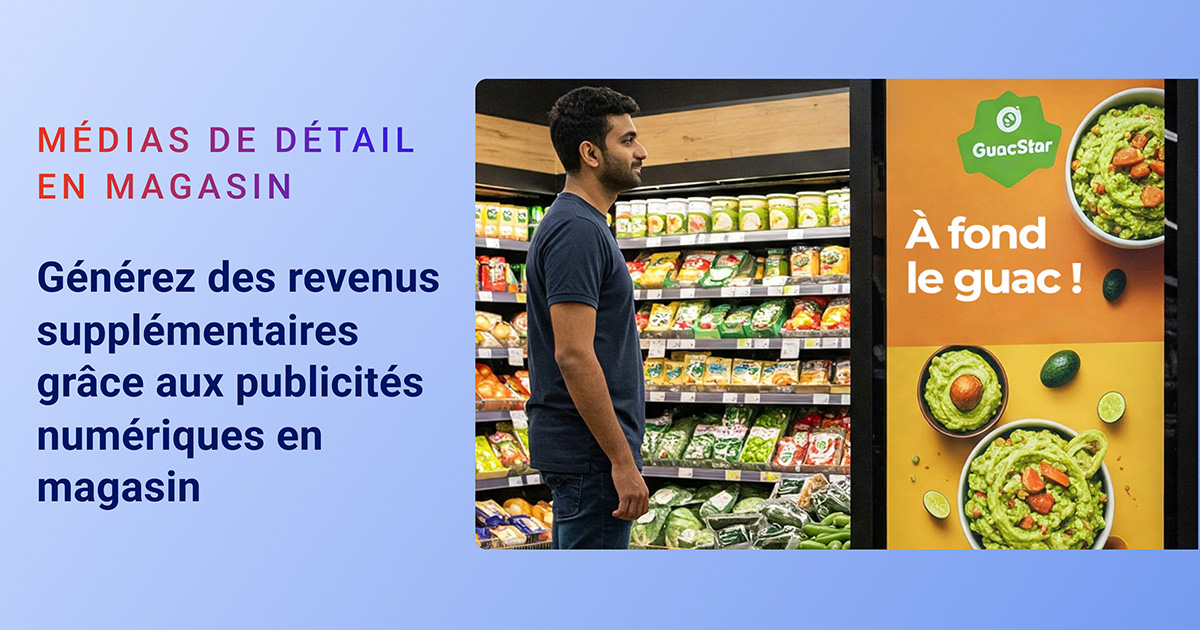 MÉDIAS DE DÉTAIL
EN MAGASIN
Générez des revenus
supplémentaires
grâce aux publicités
numériques en
magasin
GuacStar
À fond
le guac !